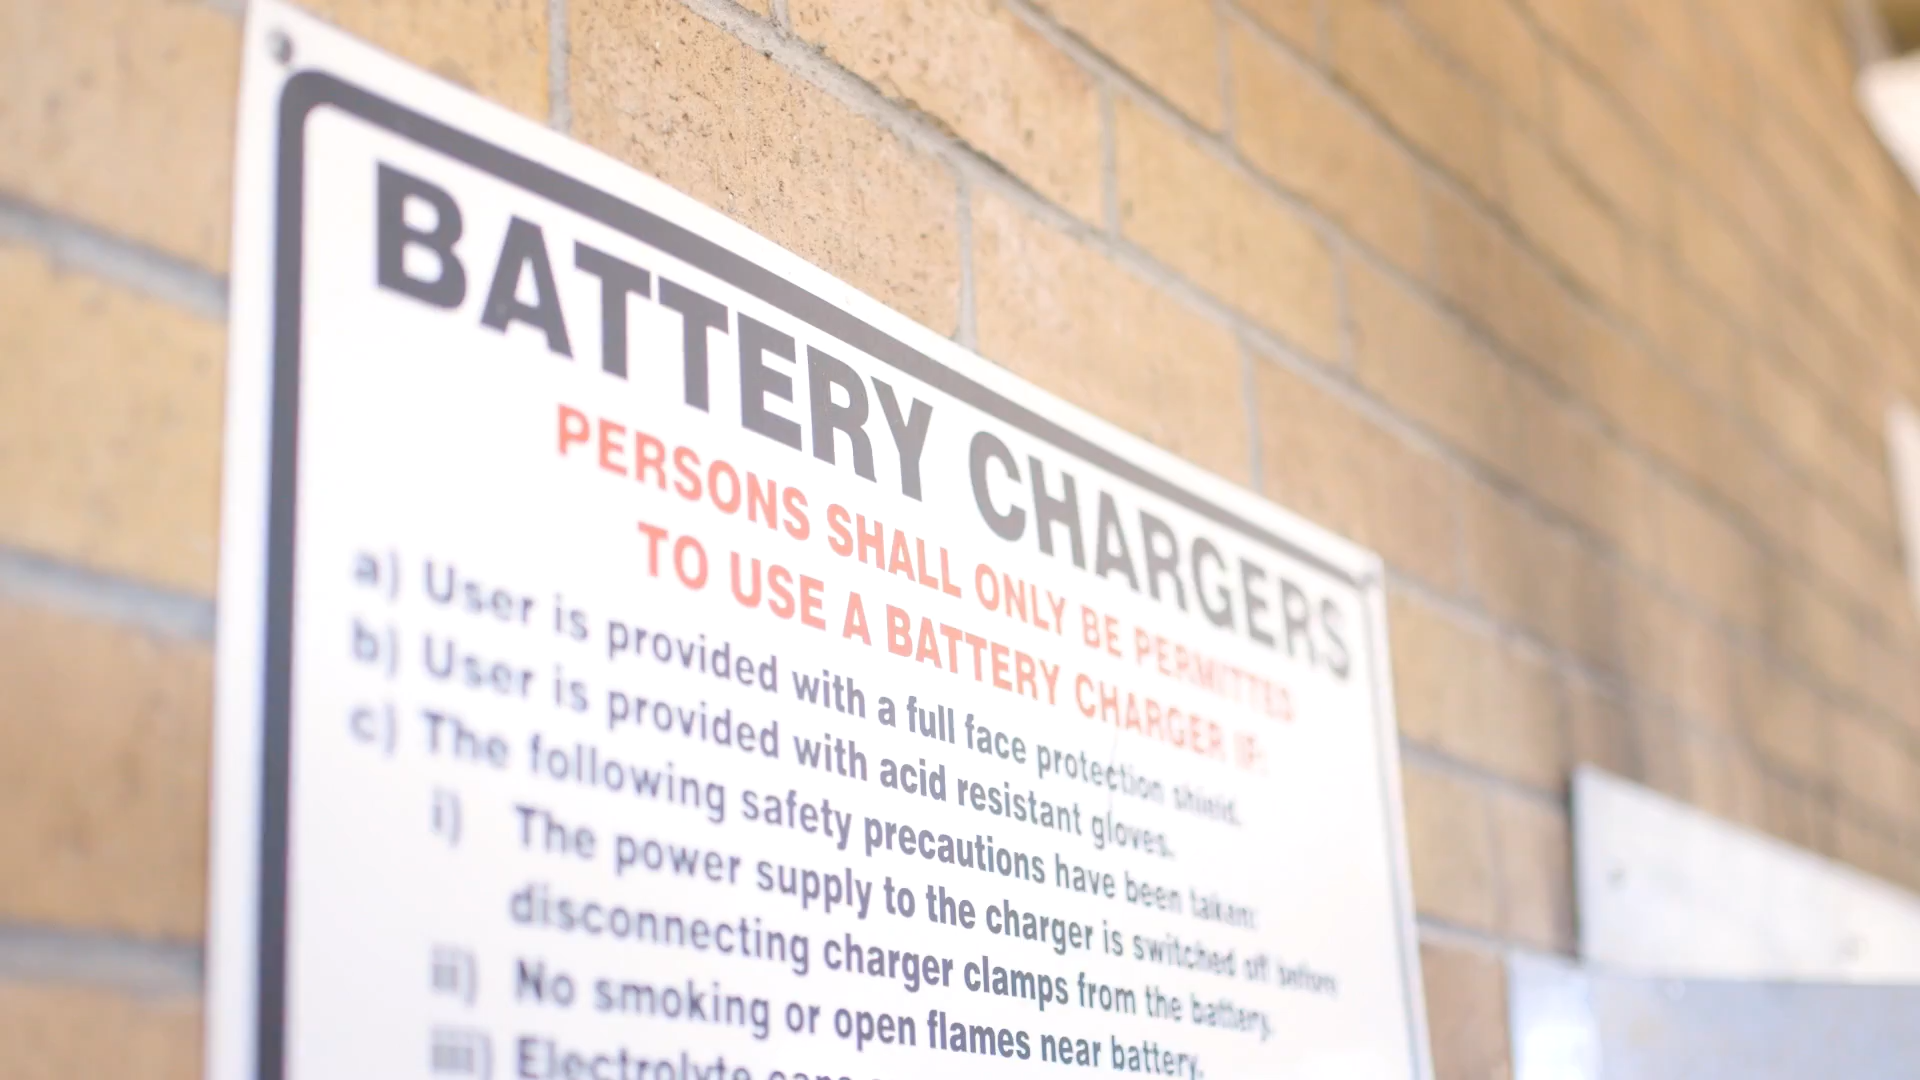 BATTERY CHARGERS
PERSONS SHALL ONLY BE PERMITTED
TO USE A BATTERY CHARGER IF:
a) User is provided with a full face protection shield.
b) User is provided with acid resistant gloves.
c) The following safety precautions have been taken:
i) The power supply to the charger is switched off before
disconnecting charger clamps from the battery.
ii) No smoking or open flames near battery.
iii) Electrolyte caps